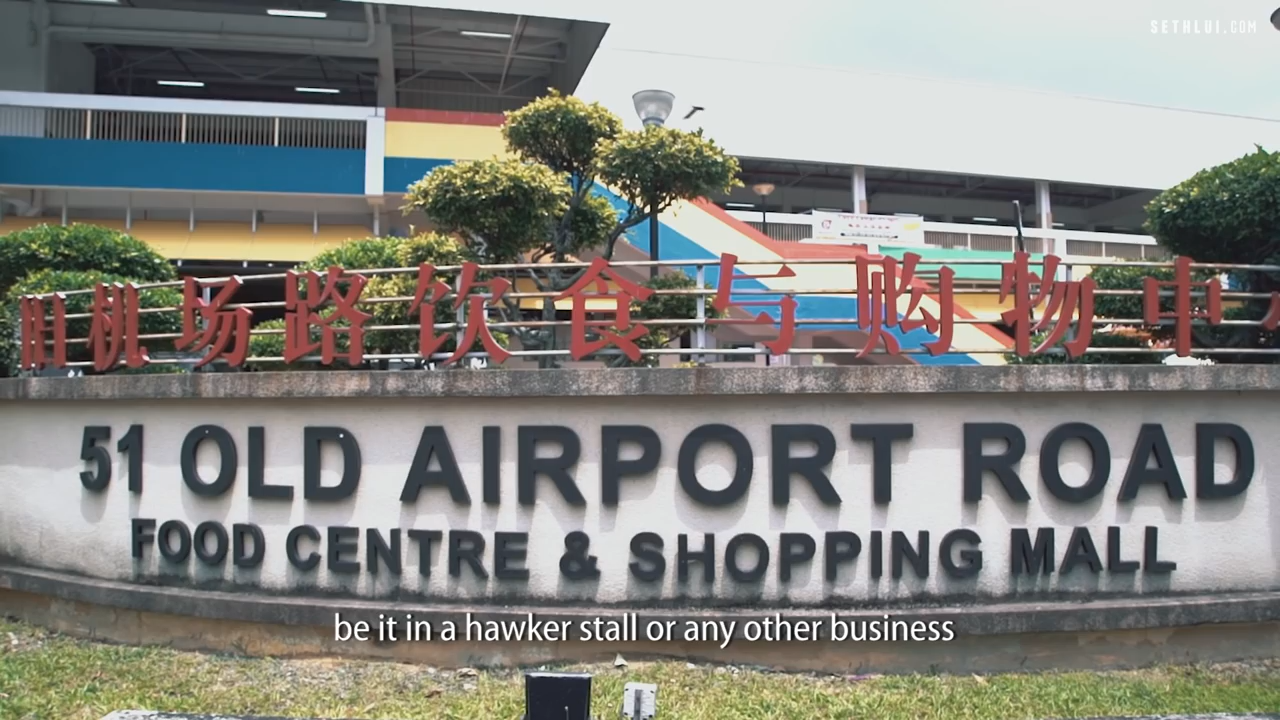 SETHLUI.COM
旧机场路饮食与购物中
51 OLD AIRPORT ROAD
FOOD CENTRE & SHOPPING MALL
be it in a hawker stall or any other business